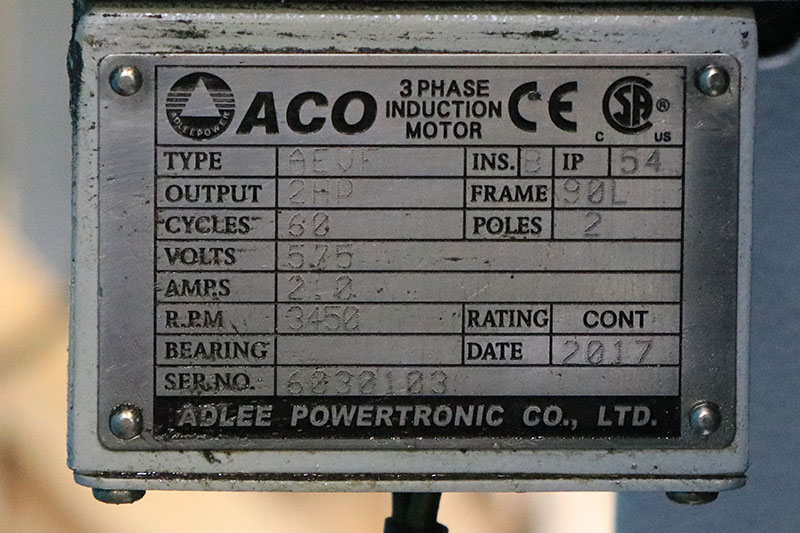 ADLEEPOWER
ACO
3 PHASE
INDUCTION
MOTOR
CE
C SA ® US
TYPE AEVF INS. B IP 54
OUTPUT 2HP FRAME 90L
CYCLES 60 POLES 2
VOLTS 575
AMPS 2.0
R.P.M 3450 RATING CONT
BEARING DATE 2017
SER.NO. 6030103
ADLEE POWERTRONIC CO., LTD.